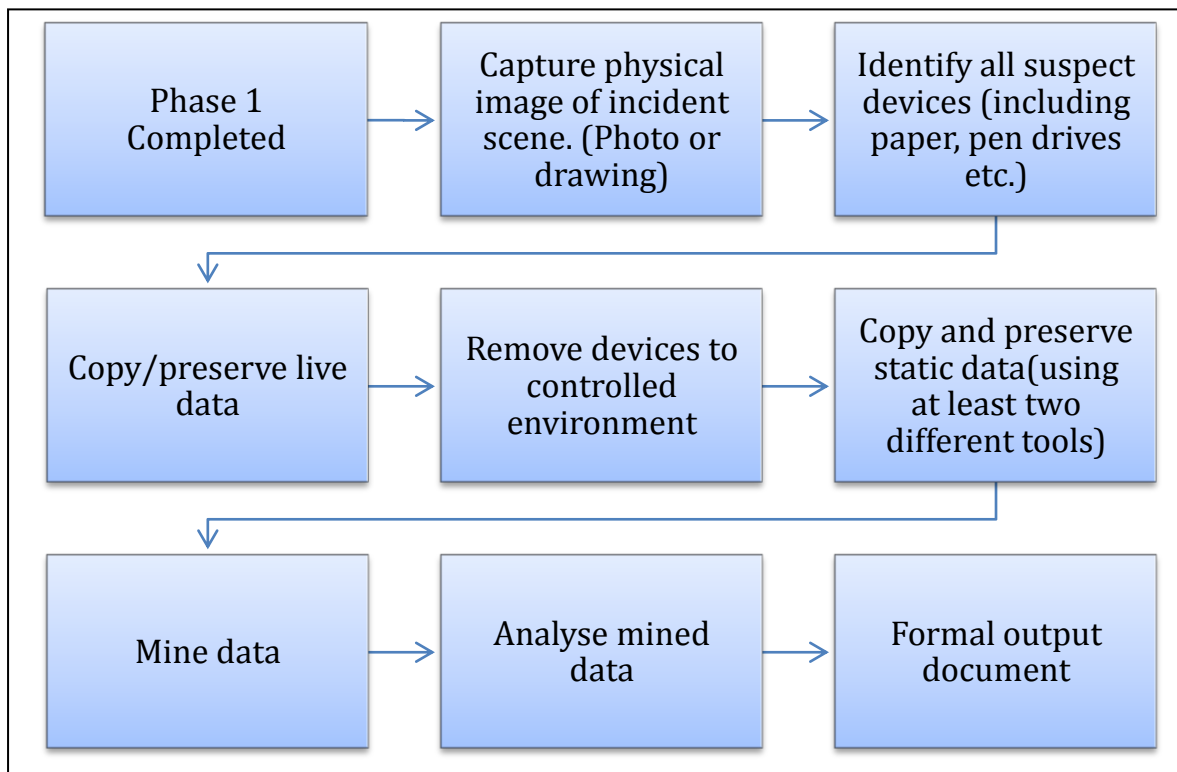 Phase 1
Completed
Capture physical
image of incident
scene. (Photo or
drawing)
Identify all suspect
devices (including
paper, pen drives
etc.)
Copy/preserve live
data
Remove devices to
controlled
environment
Copy and preserve
static data(using
at least two
different tools)
Mine data
Analyse mined
data
Formal output
document